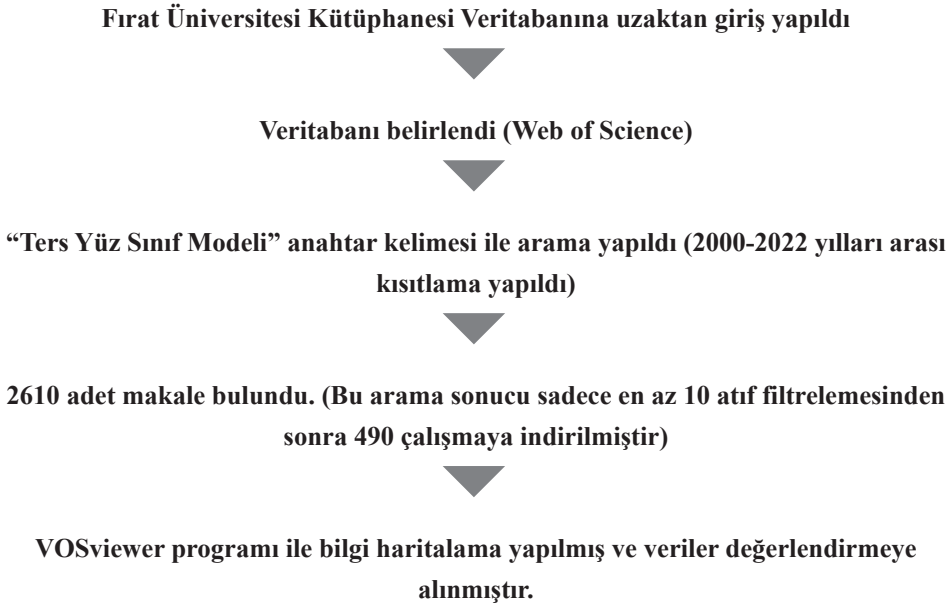 Fırat Üniversitesi Kütüphanesi Veritabanına uzaktan giriş yapıldı
Veritabanı belirlendi (Web of Science)
“Ters Yüz Sınıf Modeli” anahtar kelimesi ile arama yapıldı (2000-2022 yılları arası
kısıtlama yapıldı)
2610 adet makale bulundu. (Bu arama sonucu sadece en az 10 atıf filtrelemesinden
sonra 490 çalışmaya indirilmiştir)
VOSviewer programı ile bilgi haritalama yapılmış ve veriler değerlendirmeye
alınmıştır.